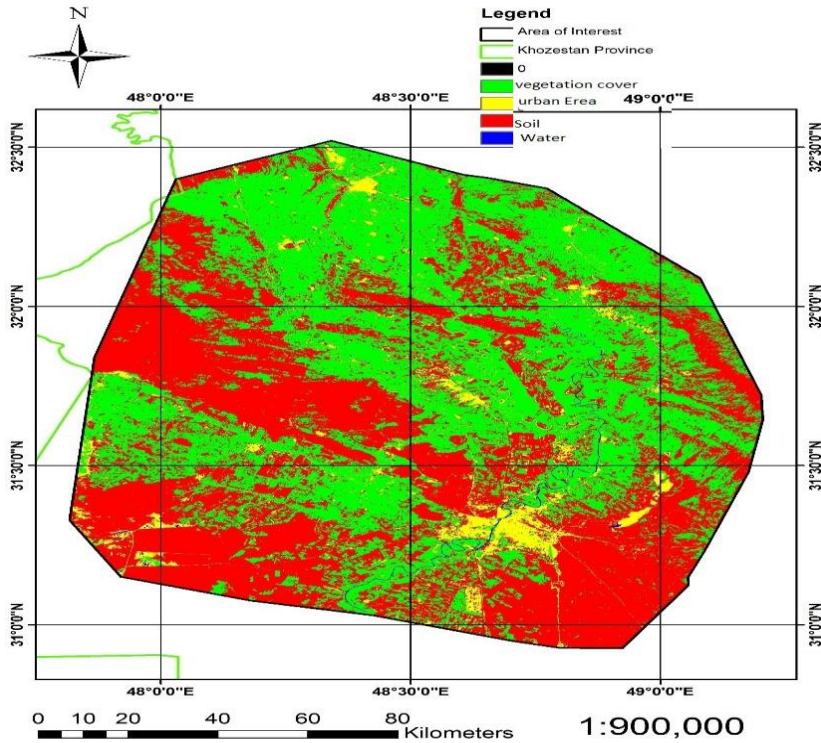 N
Legend
Area of Interest
Khozestan Province
0
vegetation cover
urban Erea
Soil
Water
48°0'0"E 48°30'0"E 49°0'0"E
32°30'0"N 32°30'0"N
32°0'0"N 32°0'0"N
31°30'0"N 31°30'0"N
31°0'0"N 31°0'0"N
48°0'0"E 48°30'0"E 49°0'0"E
0 10 20 40 60 80
Kilometers
1:900,000